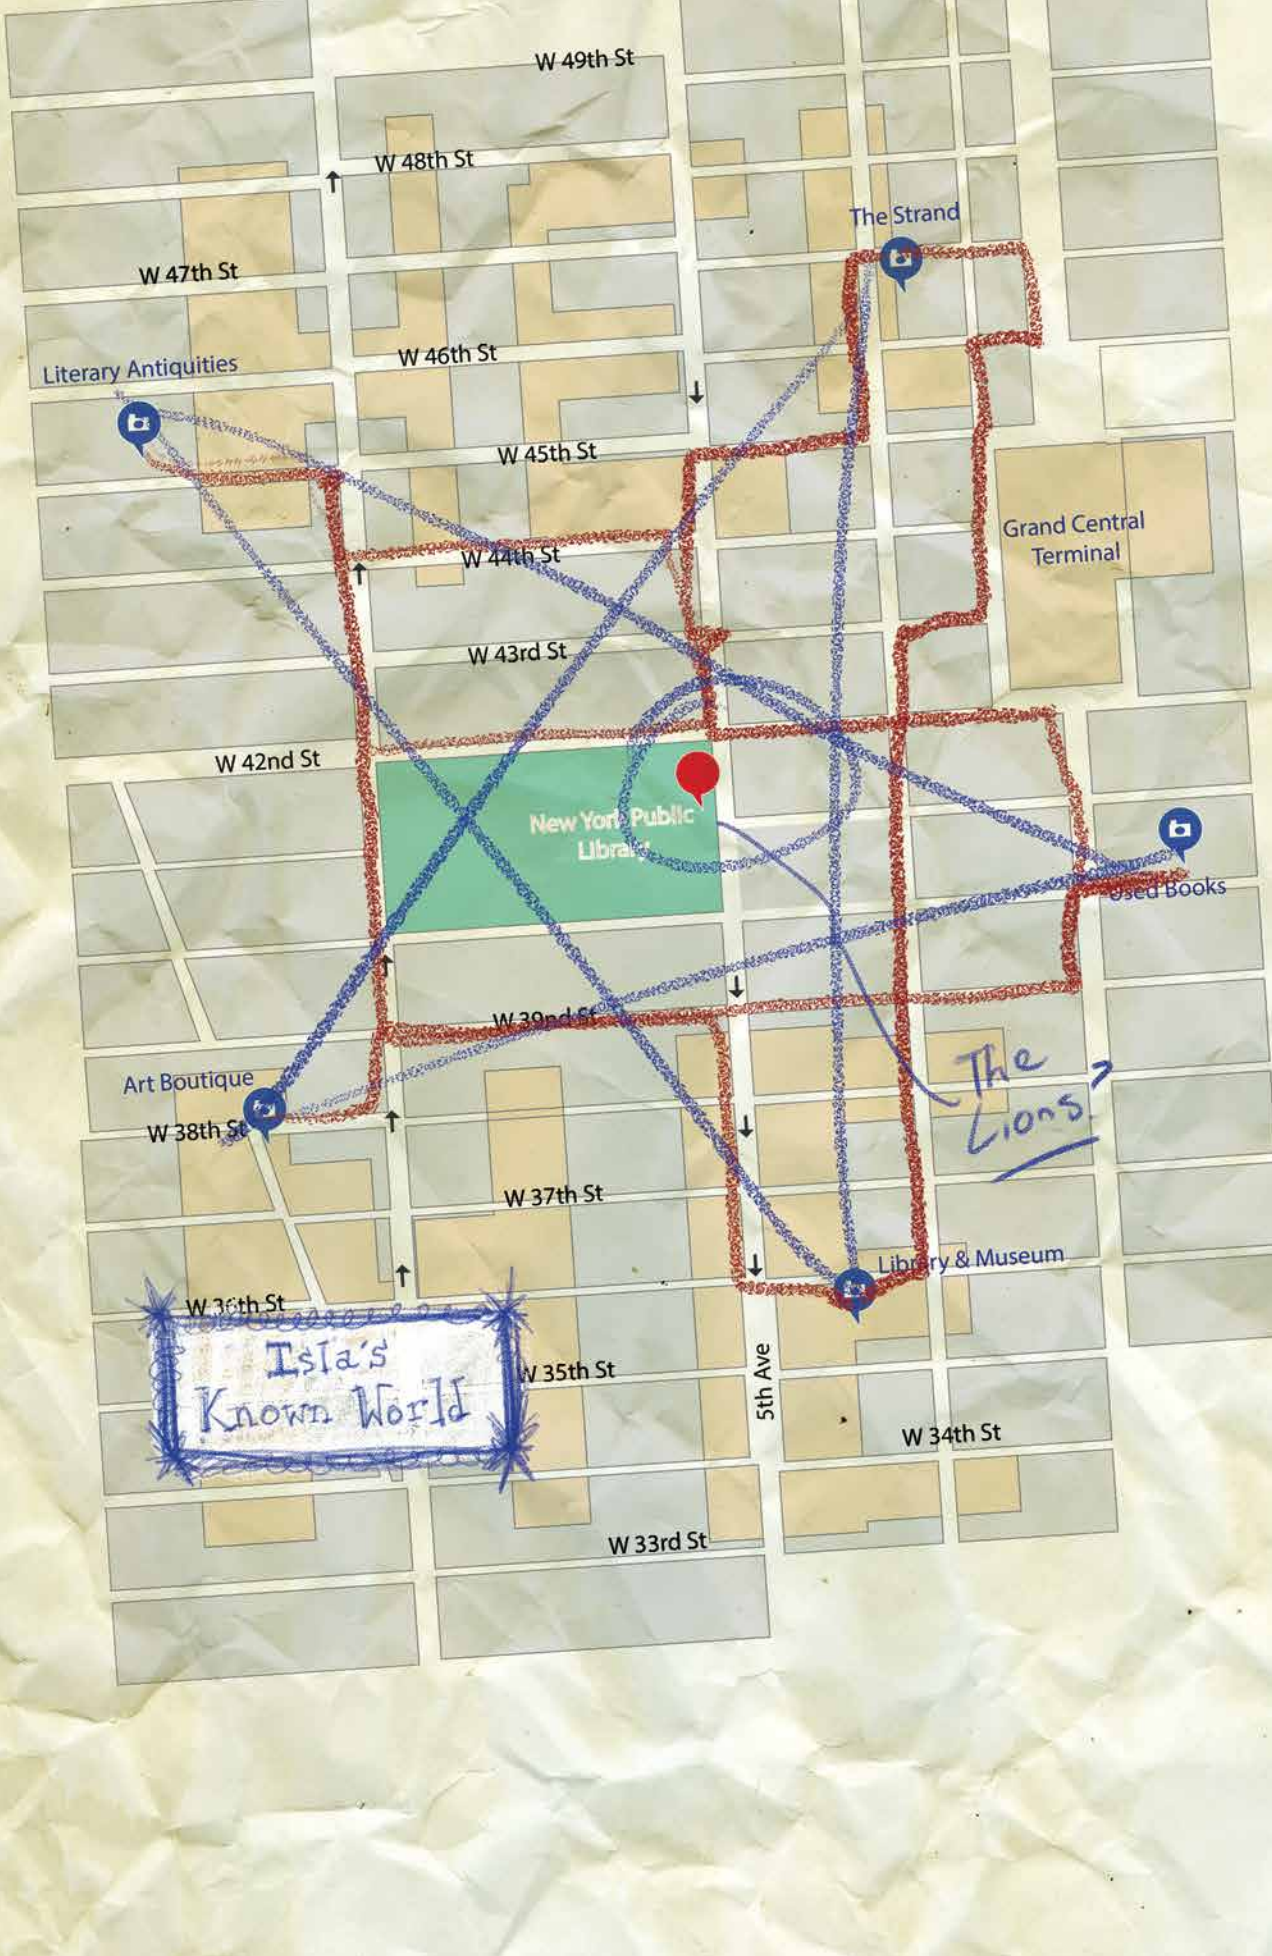 W 49th St
W 48th St
The Strand
W 47th St
W 46th St
Literary Antiquities
W 45th St
Grand Central
Terminal
W 44th St
W 43rd St
W 42nd St
New York Public
Library
Used Books
W 39nd St
The
Lions?
Art Boutique
W 38th St
W 37th St
Library & Museum
W 36th St
Isla's
Known World
W 35th St
5th Ave
W 34th St
W 33rd St